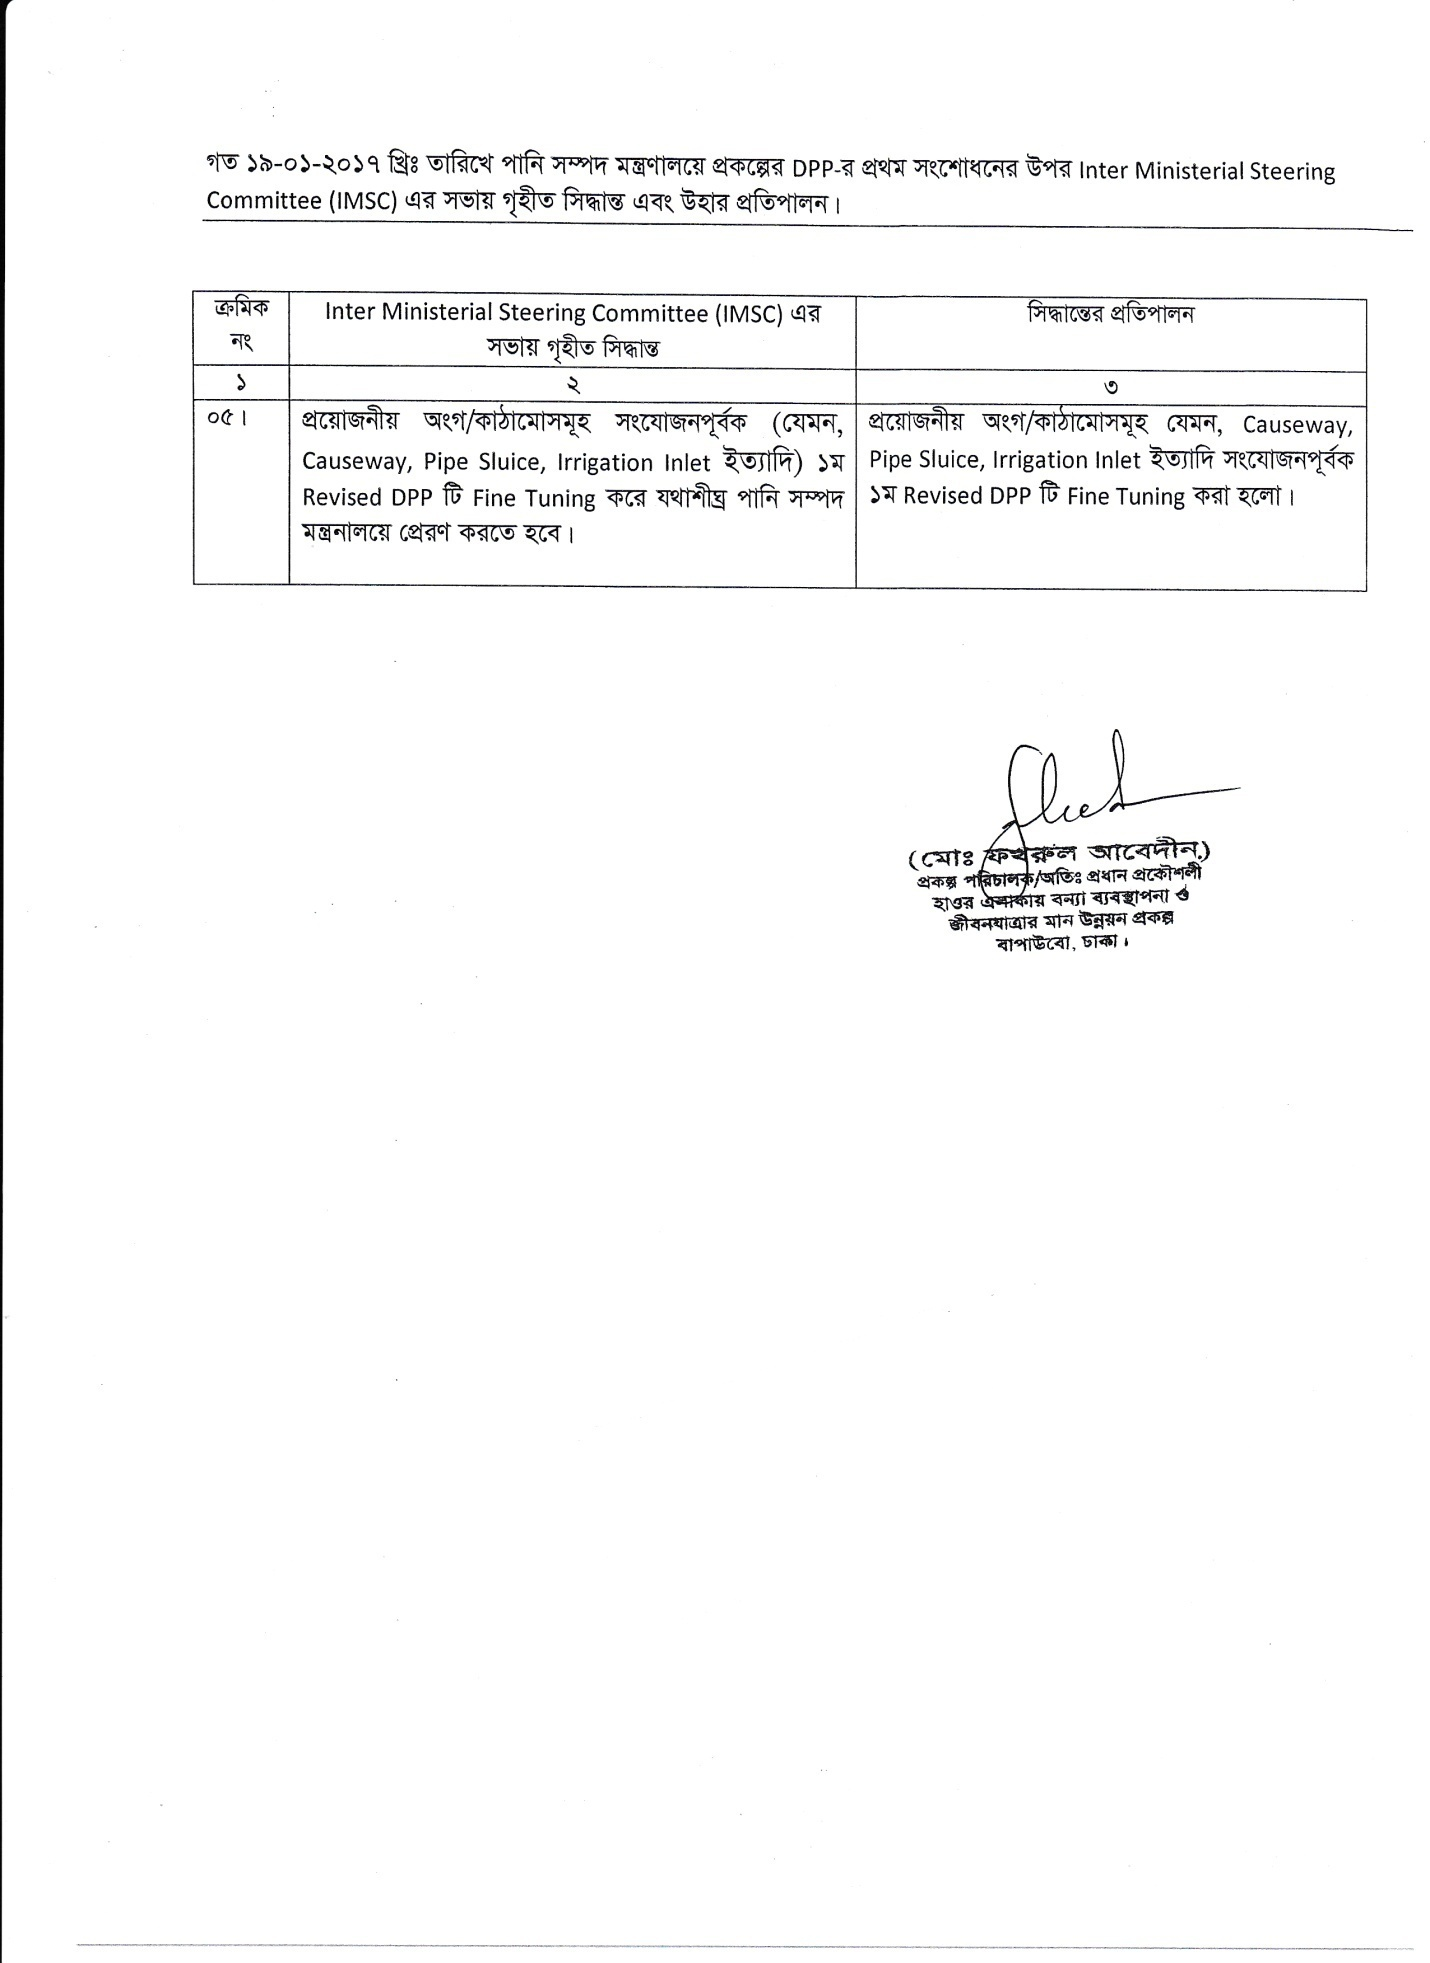 গত ১৯-০১-২০১৭ খ্রিঃ তারিখে পানি সম্পদ মন্ত্রণালয়ে প্রকল্পের DPP-র প্রথম সংশোধনের উপর Inter Ministerial Steering
Committee (IMSC) এর সভায় গৃহীত সিদ্ধান্ত এবং উহার প্রতিপালন।
ক্রমিক
নং
Inter Ministerial Steering Committee (IMSC) এর
সভায় গৃহীত সিদ্ধান্ত
সিদ্ধান্তের প্রতিপালন
১
২
৩
০৫।
প্রয়োজনীয় অংগ/কাঠামোসমূহ সংযোজনপূর্বক (যেমন,
Causeway, Pipe Sluice, Irrigation Inlet ইত্যাদি) ১ম
Revised DPP টি Fine Tuning করে যথাশীঘ্র পানি সম্পদ
মন্ত্রনালয়ে প্রেরণ করতে হবে।
প্রয়োজনীয় অংগ/কাঠামোসমূহ যেমন, Causeway,
Pipe Sluice, Irrigation Inlet ইত্যাদি সংযোজনপূর্বক
১ম Revised DPP টি Fine Tuning করা হলো।
(মোঃ ফখরুল আবেদীন)
প্রকল্প পরিচালক/অতিঃ প্রধান প্রকৌশলী
হাওর এলাকায় বন্যা ব্যবস্থাপনা ও
জীবনযাত্রার মান উন্নয়ন প্রকল্প
বাপাউবো, ঢাকা।